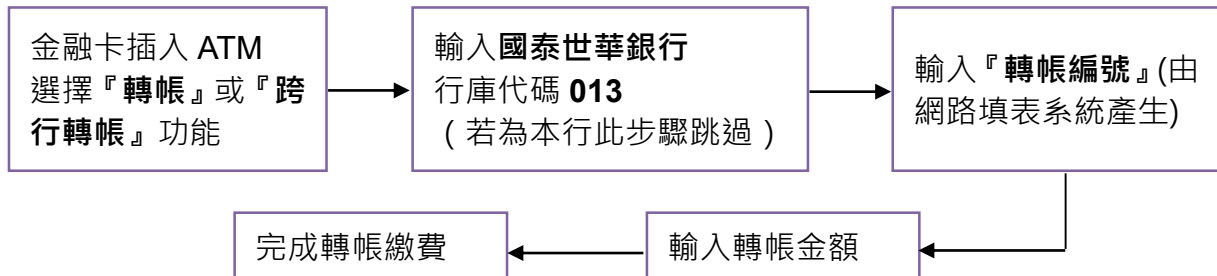 金融卡插入 ATM
選擇『轉帳』或『跨
行轉帳』功能
輸入國泰世華銀行
行庫代碼 013
（若為本行此步驟跳過）
輸入『轉帳編號』(由
網路填表系統產生)
輸入轉帳金額
完成轉帳繳費